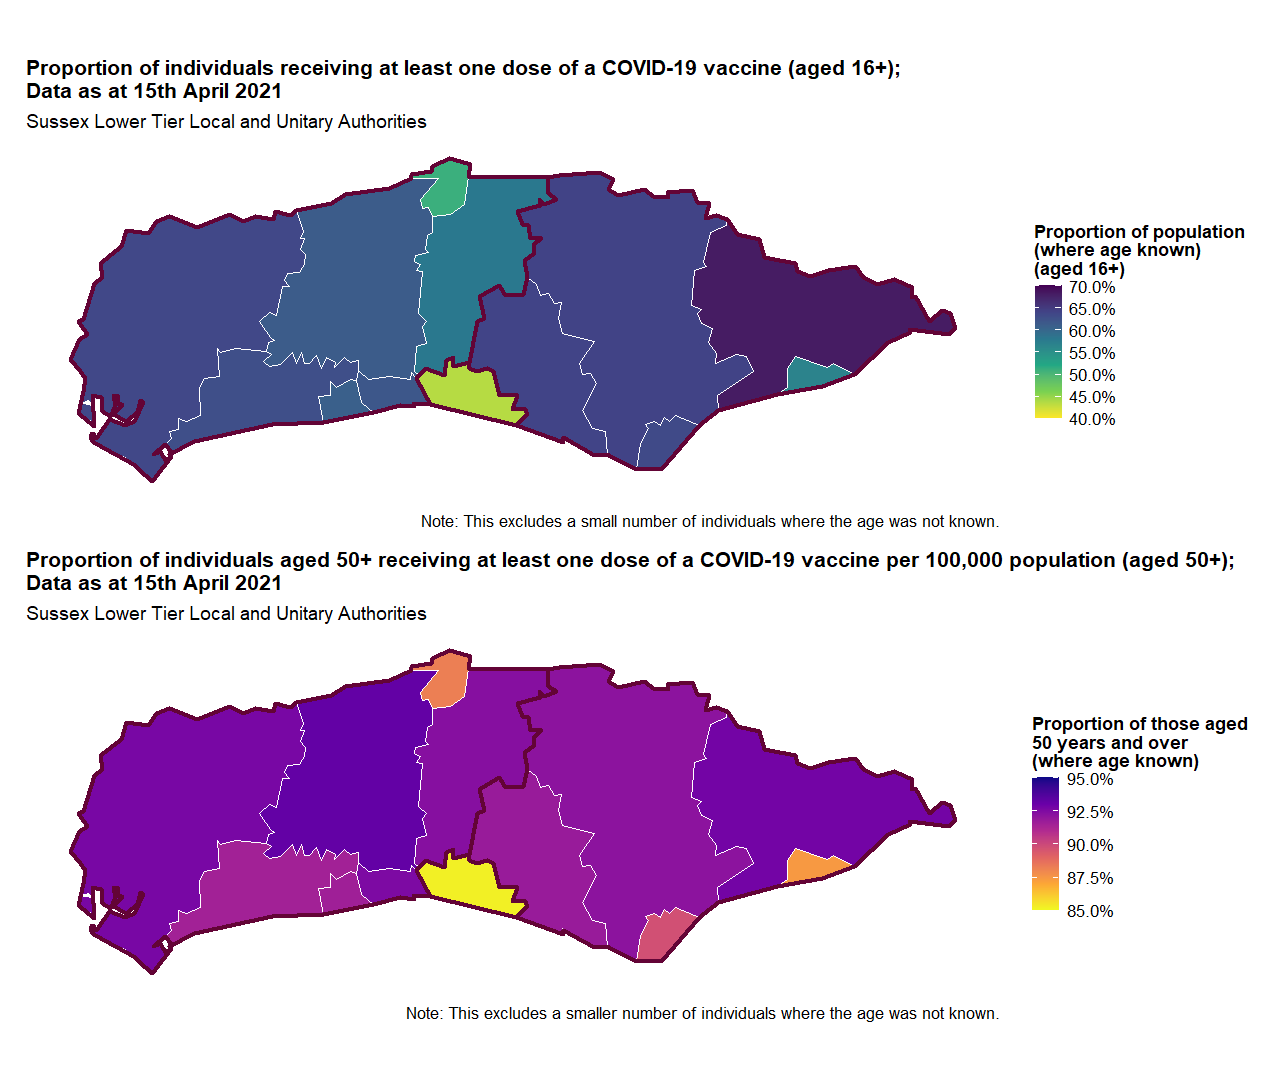 Proportion of individuals receiving at least one dose of a COVID-19 vaccine (aged 16+);
Data as at 15th April 2021
Sussex Lower Tier Local and Unitary Authorities
Proportion of population
(where age known)
(aged 16+)
70.0%
65.0%
60.0%
55.0%
50.0%
45.0%
40.0%
Note: This excludes a small number of individuals where the age was not known.
Proportion of individuals aged 50+ receiving at least one dose of a COVID-19 vaccine per 100,000 population (aged 50+);
Data as at 15th April 2021
Sussex Lower Tier Local and Unitary Authorities
Proportion of those aged
50 years and over
(where age known)
95.0%
92.5%
90.0%
87.5%
85.0%
Note: This excludes a smaller number of individuals where the age was not known.